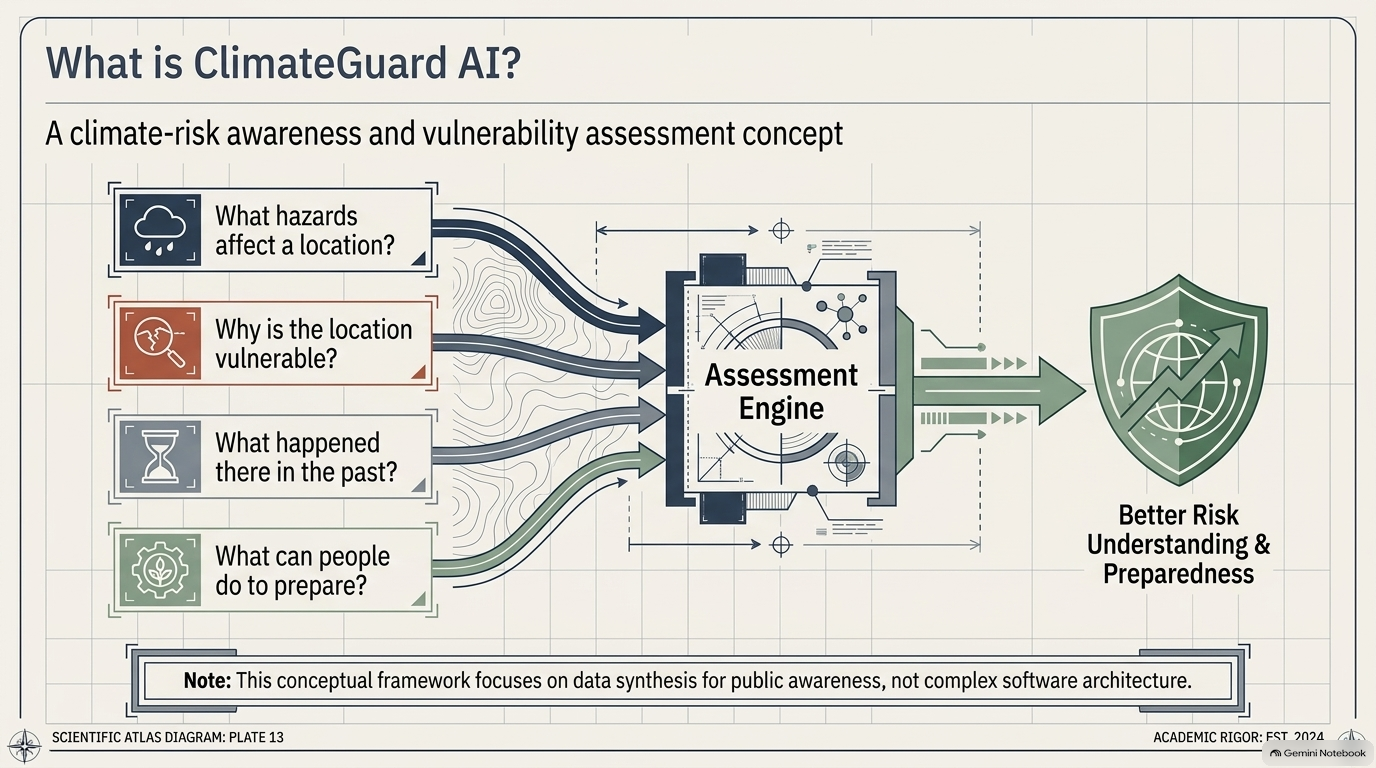 What is ClimateGuard AI?
A climate-risk awareness and vulnerability assessment concept
What hazards
affect a location?
Why is the location
vulnerable?
What happened
there in the past?
What can people
do to prepare?
Assessment
Engine
Better Risk
Understanding &
Preparedness
Note: This conceptual framework focuses on data synthesis for public awareness, not complex software architecture.
SCIENTIFIC ATLAS DIAGRAM: PLATE 13
ACADEMIC RIGOR: EST. 2024
Gemini Notebook